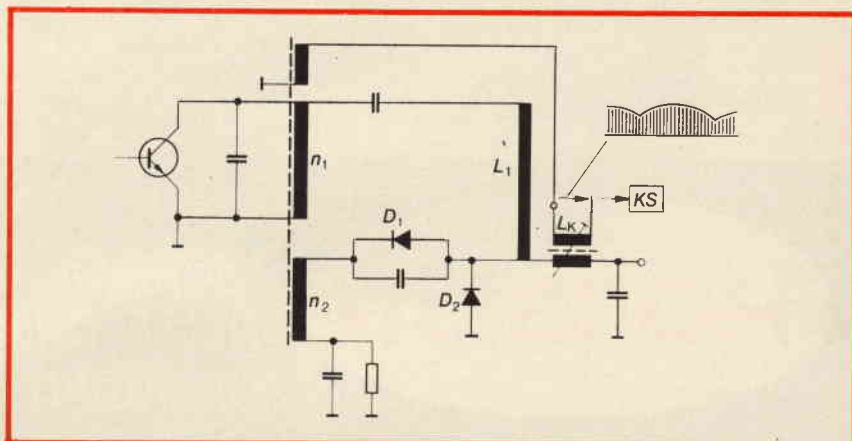 n₁
L₁
KS
Lₖ
D₁
D₂
n₂